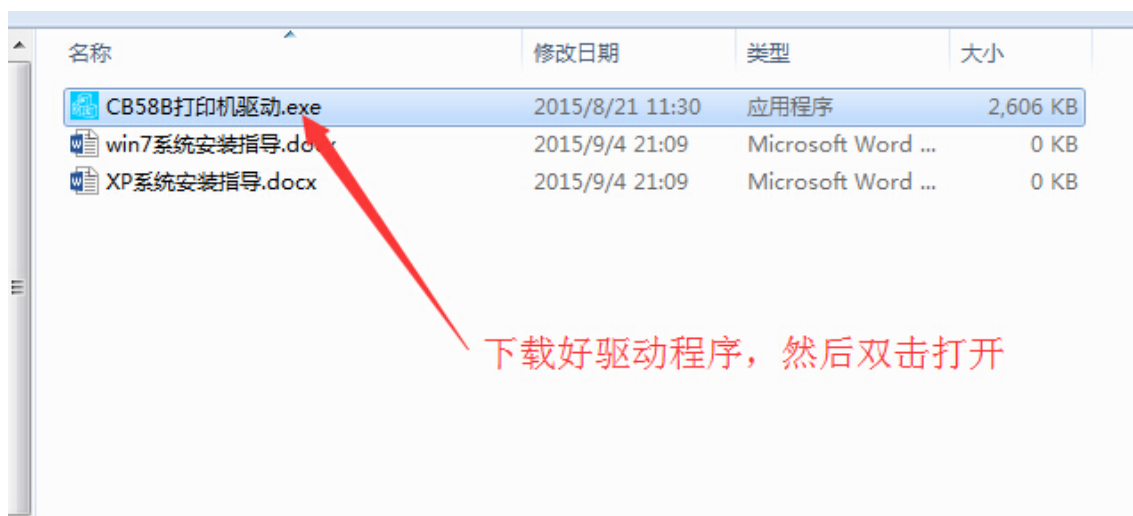 名称 修改日期 类型 大小
CB58B打印机驱动.exe 2015/8/21 11:30 应用程序 2,606 KB
win7系统安装指导.docx 2015/9/4 21:09 Microsoft Word ... 0 KB
XP系统安装指导.docx 2015/9/4 21:09 Microsoft Word ... 0 KB
下载好驱动程序，然后双击打开